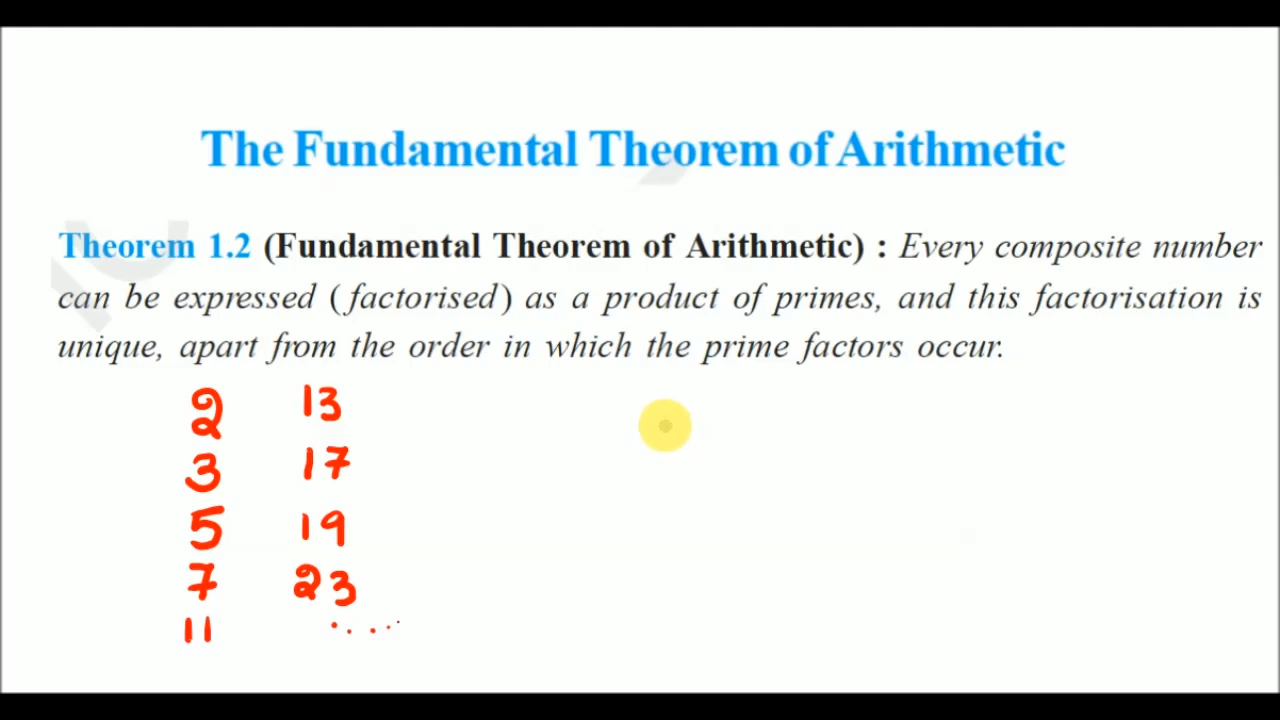 The Fundamental Theorem of Arithmetic
Theorem 1.2 (Fundamental Theorem of Arithmetic) : Every composite number
can be expressed ( factorised) as a product of primes, and this factorisation is
unique, apart from the order in which the prime factors occur.
2 13
3 17
5 19
7 23
11 .....